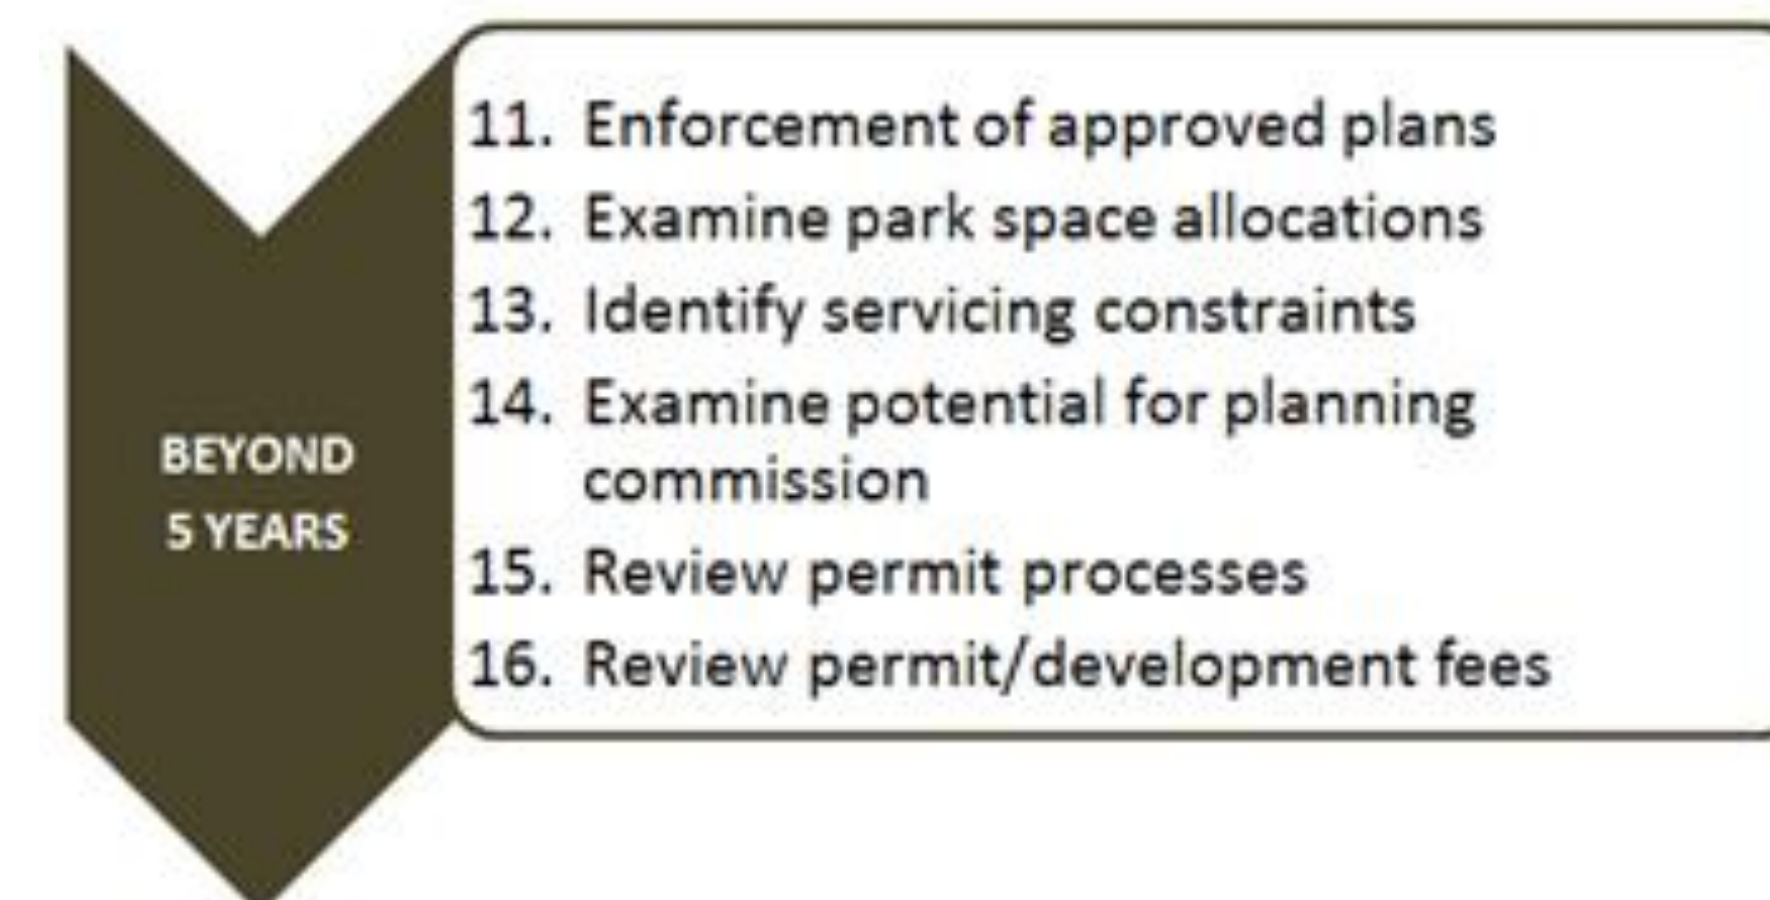 BEYOND
5 YEARS
11. Enforcement of approved plans
12. Examine park space allocations
13. Identify servicing constraints
14. Examine potential for planning
commission
15. Review permit processes
16. Review permit/development fees